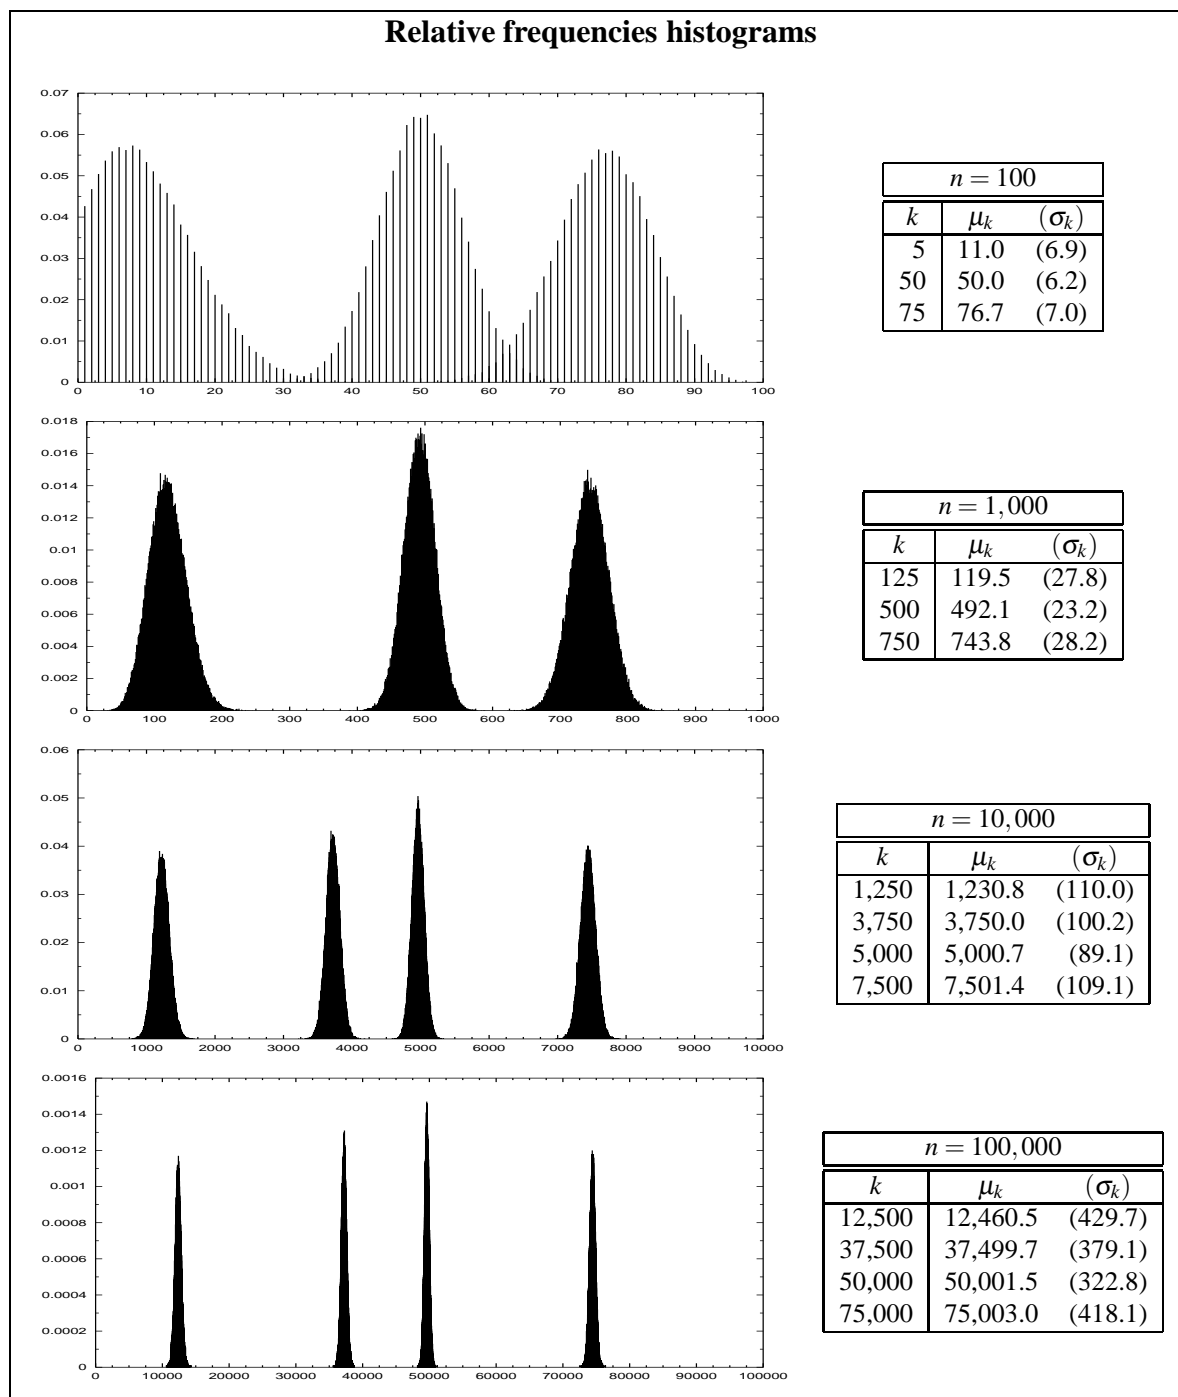 Relative frequencies histograms
0.07
0.06
0.05
0.04
0.03
0.02
0.01
0
0 10 20 30 40 50 60 70 80 90 100
n = 100
k μk (σk)
5 11.0 (6.9)
50 50.0 (6.2)
75 76.7 (7.0)
0.018
0.016
0.014
0.012
0.01
0.008
0.006
0.004
0.002
0
0 100 200 300 400 500 600 700 800 900 1000
n = 1,000
k μk (σk)
125 119.5 (27.8)
500 492.1 (23.2)
750 743.8 (28.2)
0.06
0.05
0.04
0.03
0.02
0.01
0
0 1000 2000 3000 4000 5000 6000 7000 8000 9000 10000
n = 10,000
k μk (σk)
1,250 1,230.8 (110.0)
3,750 3,750.0 (100.2)
5,000 5,000.7 (89.1)
7,500 7,501.4 (109.1)
0.0016
0.0014
0.0012
0.001
0.0008
0.0006
0.0004
0.0002
0
0 10000 20000 30000 40000 50000 60000 70000 80000 90000 100000
n = 100,000
k μk (σk)
12,500 12,460.5 (429.7)
37,500 37,499.7 (379.1)
50,000 50,001.5 (322.8)
75,000 75,003.0 (418.1)